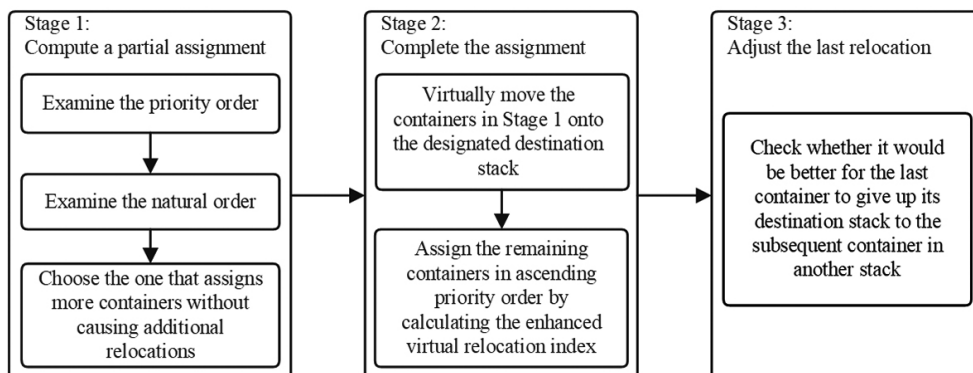 Stage 1:
Compute a partial assignment
Examine the priority order
Examine the natural order
Choose the one that assigns
more containers without
causing additional
relocations
Stage 2:
Complete the assignment
Virtually move the
containers in Stage 1 onto
the designated destination
stack
Assign the remaining
containers in ascending
priority order by
calculating the enhanced
virtual relocation index
Stage 3:
Adjust the last relocation
Check whether it would
be better for the last
container to give up its
destination stack to the
subsequent container in
another stack